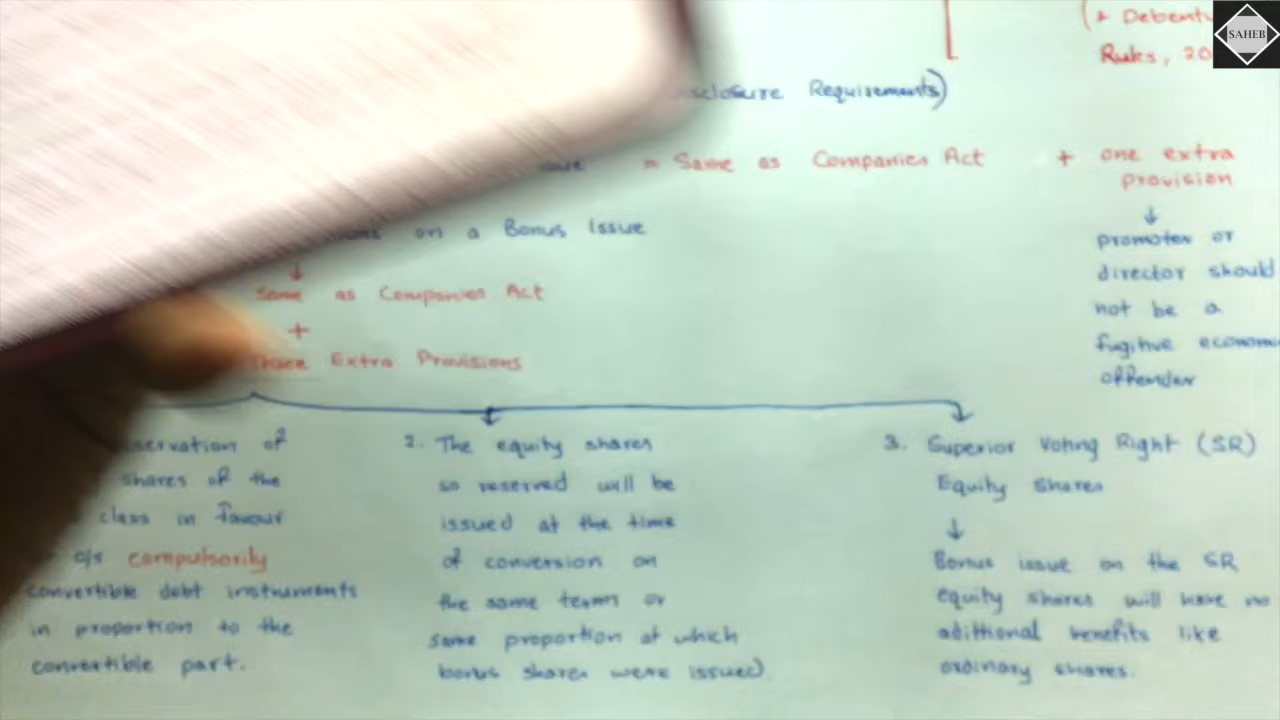 (+ Debent
Rules, 20
SAHEB
sclosure Requirements)
= Same as Companies Act + one extra
provision
↓
on a Bonus Issue
promoter or
director should
not be a
fugitive economi
offender
↓
Same as Companies Act
+
Three Extra Provisions
servation of
shares of the
class in favour
o/s compulsorily
convertible debt instruments
in proportion to the
convertible part.
2. The equity shares
so reserved will be
issued at the time
of conversion on
the same terms or
same proportion at which
bonus shares were issued)
3. Superior Voting Right (SR)
Equity Shares
↓
Bonus issue on the SR
equity shares will have no
adittional benefits like
ordinary shares.